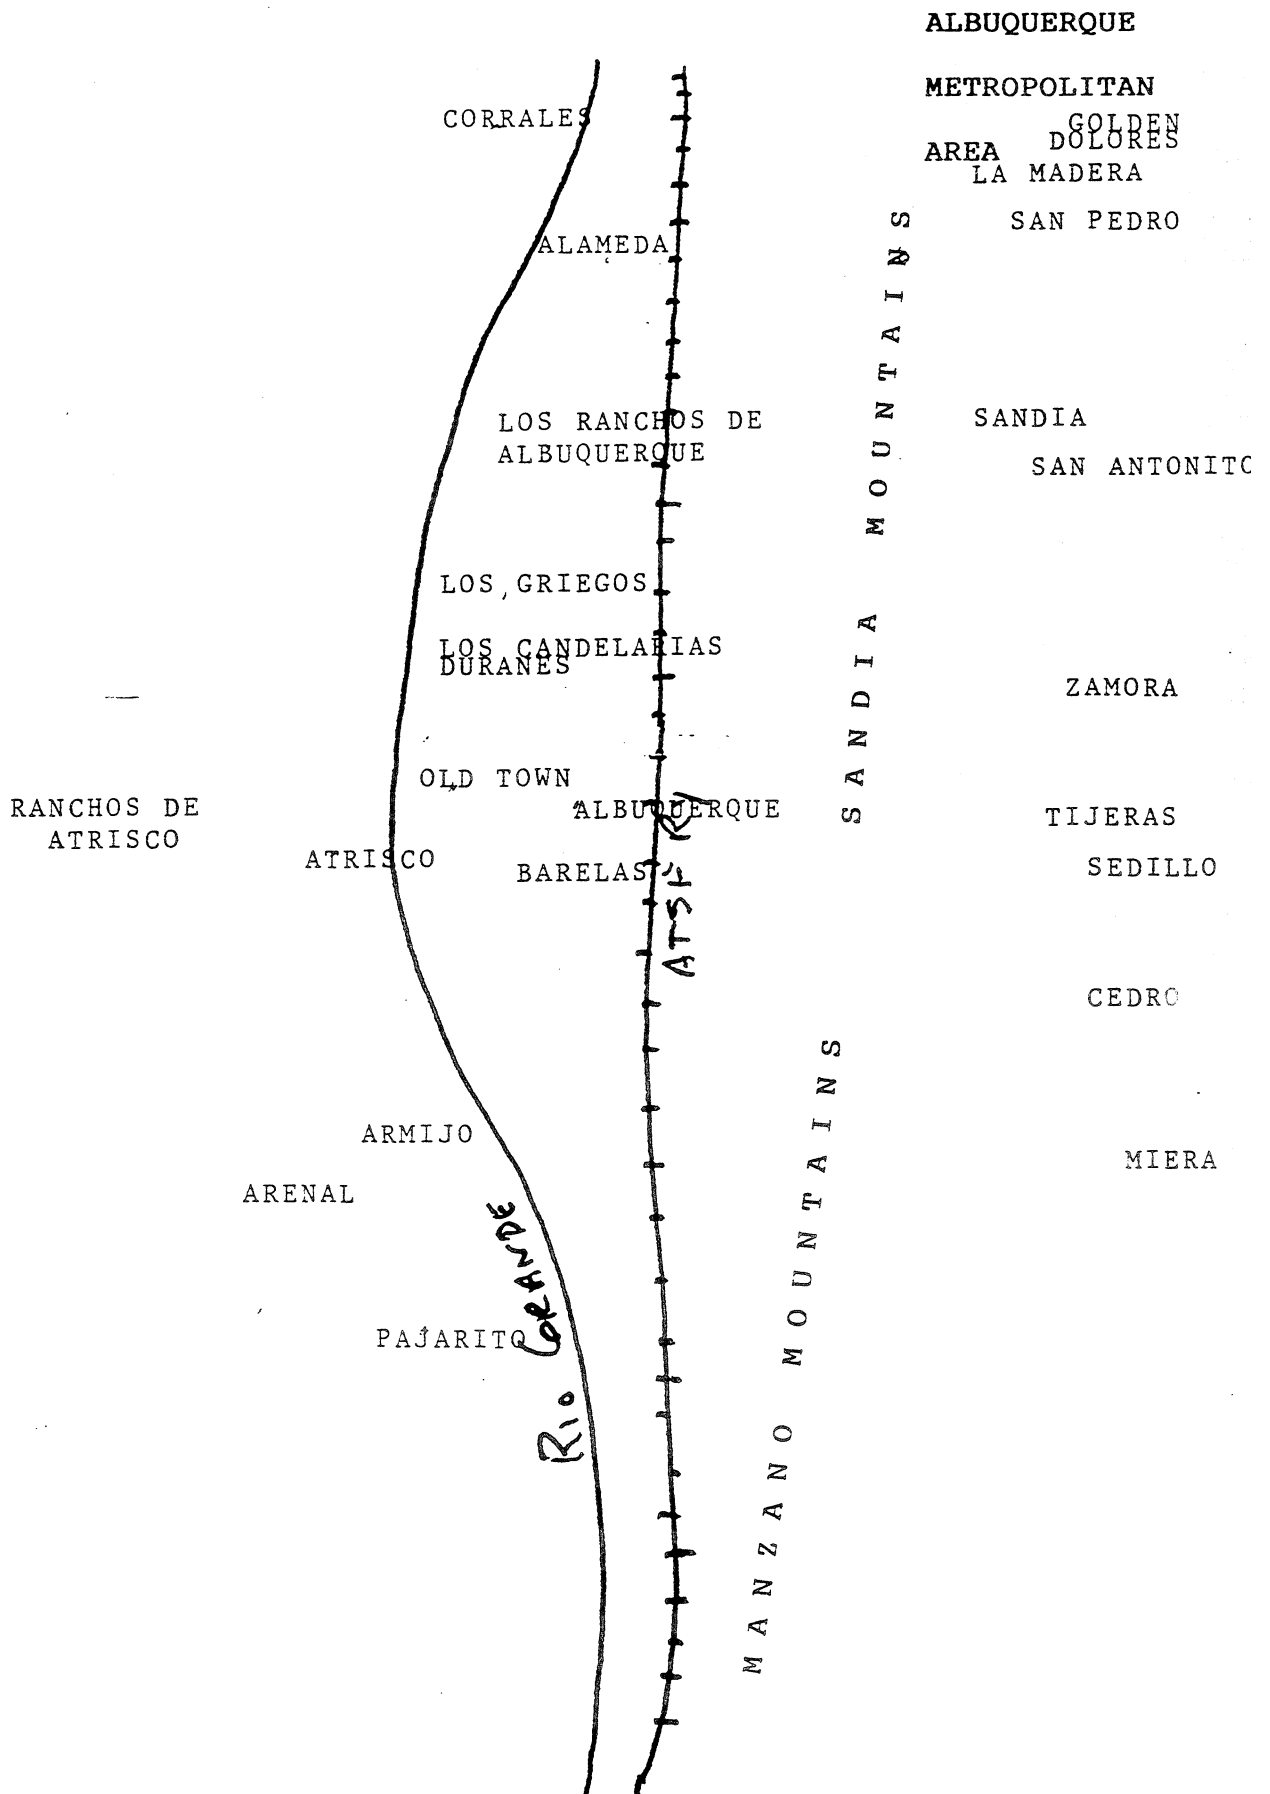 ALBUQUERQUE
METROPOLITAN
AREA
GOLDEN
DOLORES
LA MADERA
CORRALES
SAN PEDRO
ALAMEDA
SANDIA MOUNTAINS
LOS RANCHOS DE
ALBUQUERQUE
SANDIA
SAN ANTONITO
LOS GRIEGOS
LOS CANDELARIAS
DURANES
ZAMORA
OLD TOWN
RANCHOS DE
ATRISCO
ALBUQUERQUE
TIJERAS
ATRISCO
BARELAS
SEDILLO
ATSF RY
CEDRO
MANZANO MOUNTAINS
ARMIJO
MIERA
ARENAL
PAJARITO
RIO GRANDE